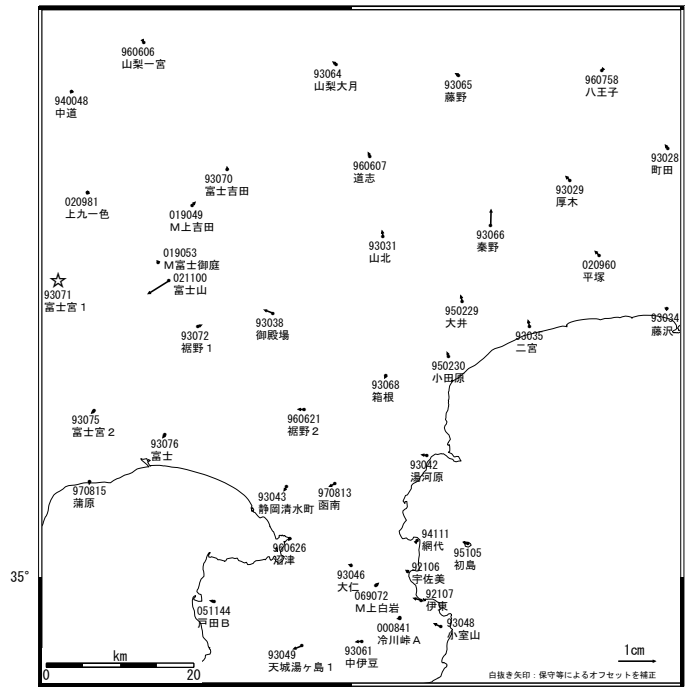 960606
山梨一宮
93064
山梨大月
93065
藤野
960758
八王子
940048
中道
93028
町田
960607
道志
93070
富士吉田
93029
厚木
020981
上九一色
019049
M上吉田
93066
秦野
93031
山北
019053
M富士御庭
020960
平塚
021100
富士山
93071
富士宮1
93038
御殿場
950229
大井
93034
藤沢
93072
裾野1
93035
二宮
950230
小田原
93068
箱根
93075
富士宮2
960621
裾野2
93076
富士
93042
湯河原
970815
蒲原
93043
静岡清水町
970813
函南
94111
網代
960626
沼津
95105
初島
35°
93046
大仁
92106
宇佐美
069072
M上白岩
92107
伊東
051144
戸田B
000841
冷川峠A
93048
小室山
93049
天城湯ヶ島1
93061
中伊豆
km
0 20
1cm
白抜き矢印:保守等によるオフセットを補正